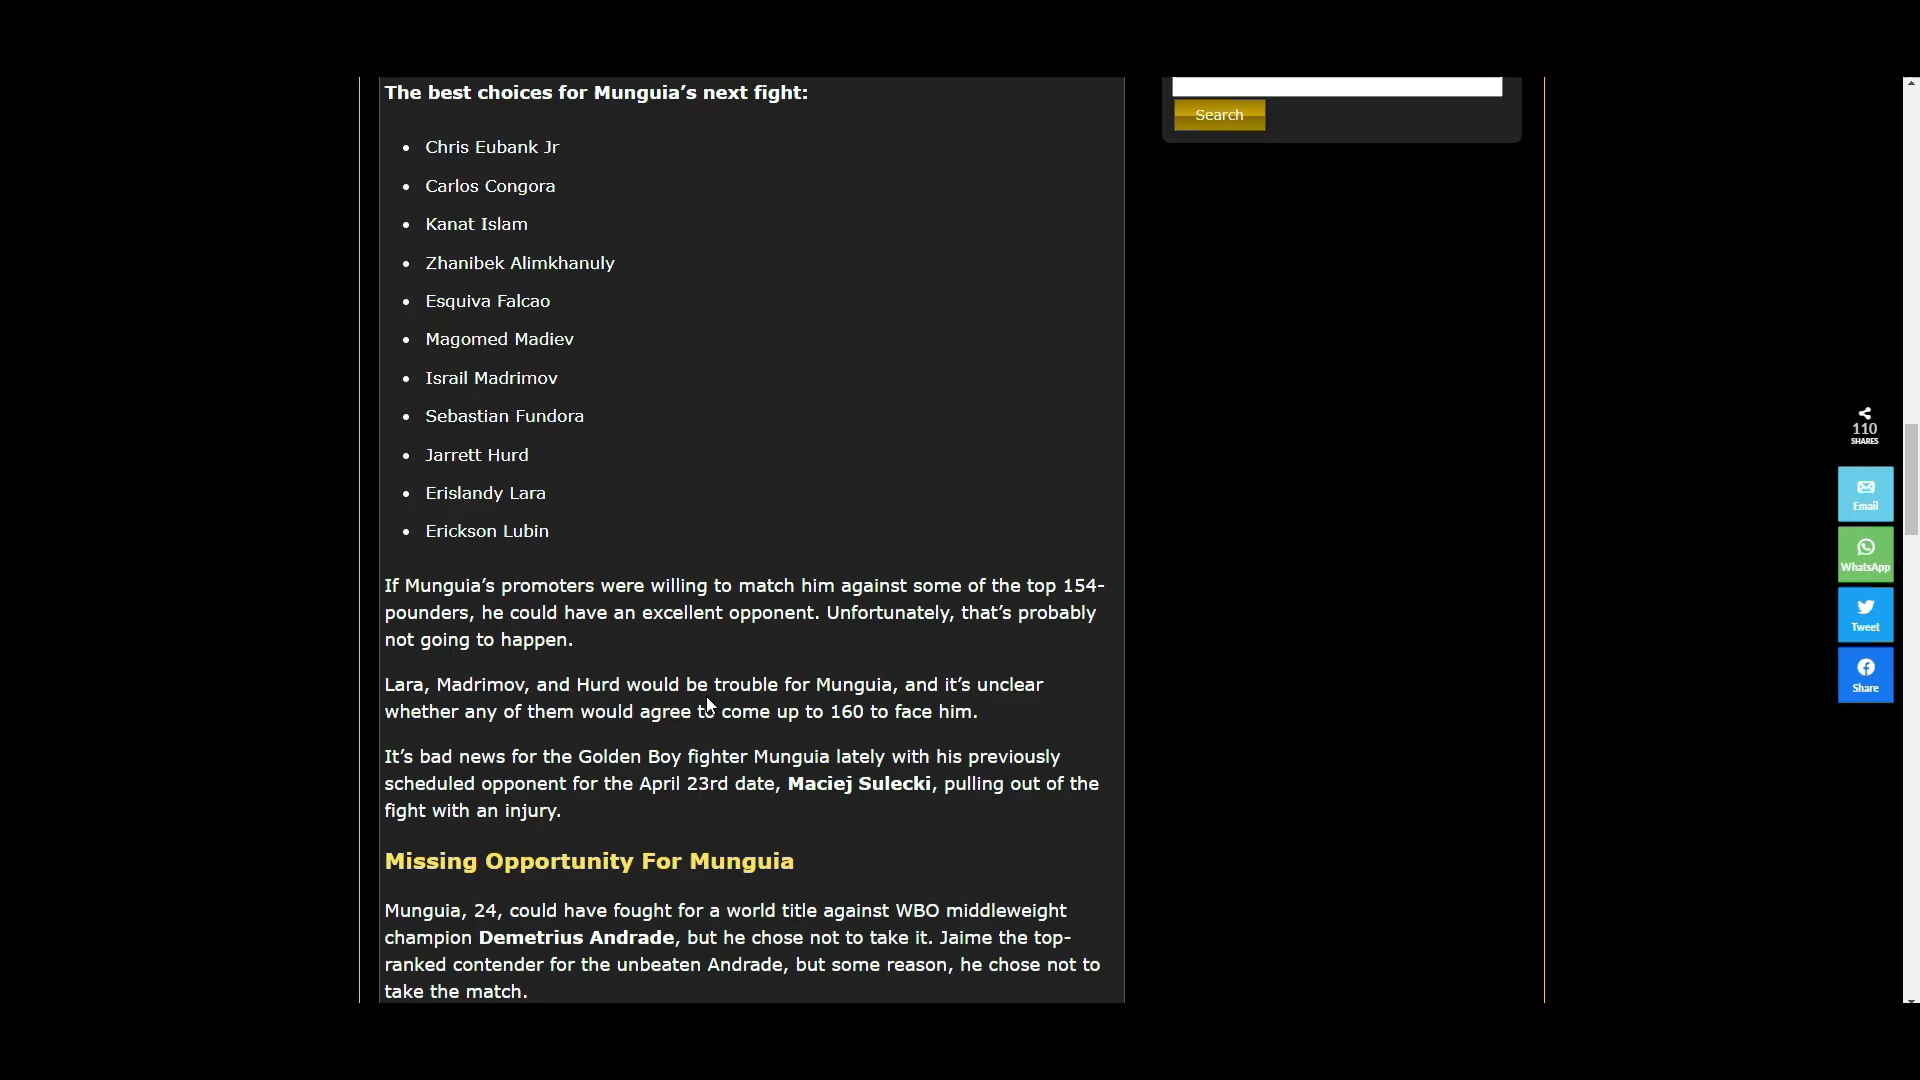 The best choices for Munguia’s next fight:
Search
• Chris Eubank Jr
• Carlos Congora
• Kanat Islam
• Zhanibek Alimkhanuly
• Esquiva Falcao
• Magomed Madiev
• Israil Madrimov
• Sebastian Fundora
• Jarrett Hurd
• Erislandy Lara
• Erickson Lubin
If Munguia’s promoters were willing to match him against some of the top 154-
pounders, he could have an excellent opponent. Unfortunately, that’s probably
not going to happen.
Lara, Madrimov, and Hurd would be trouble for Munguia, and it’s unclear
whether any of them would agree to come up to 160 to face him.
It’s bad news for the Golden Boy fighter Munguia lately with his previously
scheduled opponent for the April 23rd date, Maciej Sulecki, pulling out of the
fight with an injury.
Missing Opportunity For Munguia
Munguia, 24, could have fought for a world title against WBO middleweight
champion Demetrius Andrade, but he chose not to take it. Jaime the top-
ranked contender for the unbeaten Andrade, but some reason, he chose not to
take the match.
110
SHARES
Email
WhatsApp
Tweet
Share